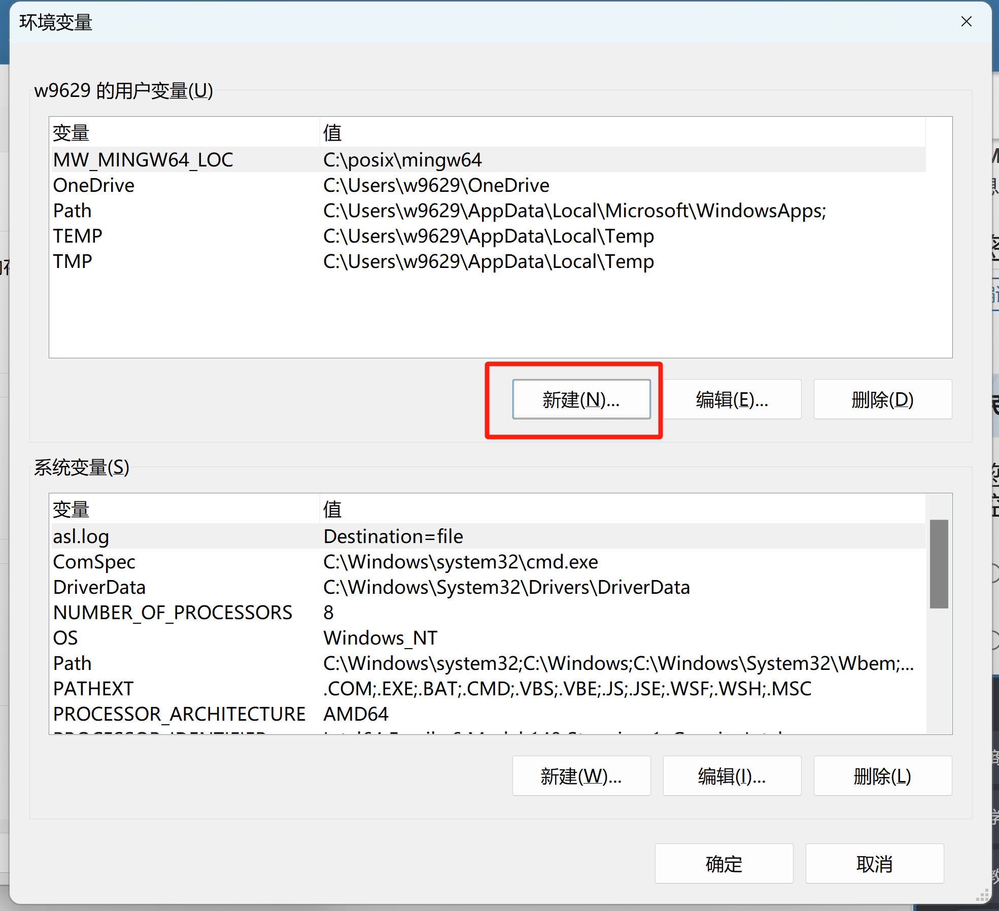 环境变量
w9629 的用户变量(U)
变量 值
MW_MINGW64_LOC C:\posix\mingw64
OneDrive C:\Users\w9629\OneDrive
Path C:\Users\w9629\AppData\Local\Microsoft\WindowsApps;
TEMP C:\Users\w9629\AppData\Local\Temp
TMP C:\Users\w9629\AppData\Local\Temp
新建(N)... 编辑(E)... 删除(D)
系统变量(S)
变量 值
asl.log Destination=file
ComSpec C:\Windows\system32\cmd.exe
DriverData C:\Windows\System32\Drivers\DriverData
NUMBER_OF_PROCESSORS 8
OS Windows_NT
Path C:\Windows\system32;C:\Windows;C:\Windows\System32\Wbem;...
PATHEXT .COM;.EXE;.BAT;.CMD;.VBS;.VBE;.JS;.JSE;.WSF;.WSH;.MSC
PROCESSOR_ARCHITECTURE AMD64
新建(W)... 编辑(I)... 删除(L)
确定 取消